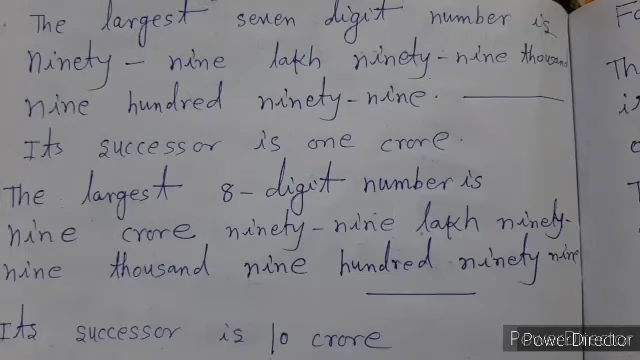 The largest seven digit number is
Ninety - nine lakh ninety-nine thousand
nine hundred ninety-nine.
Its successor is one crore.
The largest 8-digit number is
nine crore ninety-nine lakh ninety-
nine thousand nine hundred ninety nine
Its successor is 10 crore
Th
is
PowerDirector